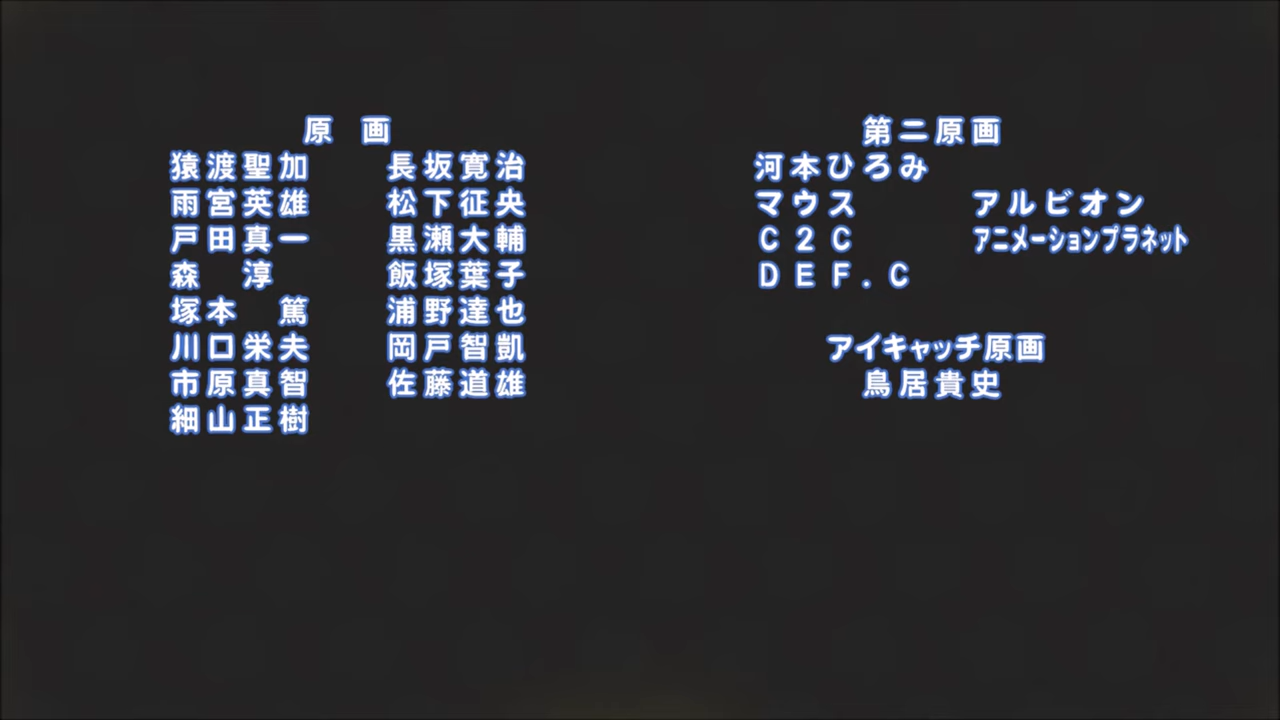 原　画
猿渡聖加　　長坂寛治
雨宮英雄　　松下征央
戸田真一　　黒瀬大輔
森　淳　　飯塚葉子
塚本　篤　　浦野達也
川口栄夫　　岡戸智凱
市原真智　　佐藤道雄
細山正樹
第二原画
河本ひろみ
マウス　　アルビオン
Ｃ２Ｃ　　アニメーションプラネット
ＤＥＦ.Ｃ
アイキャッチ原画
鳥居貴史